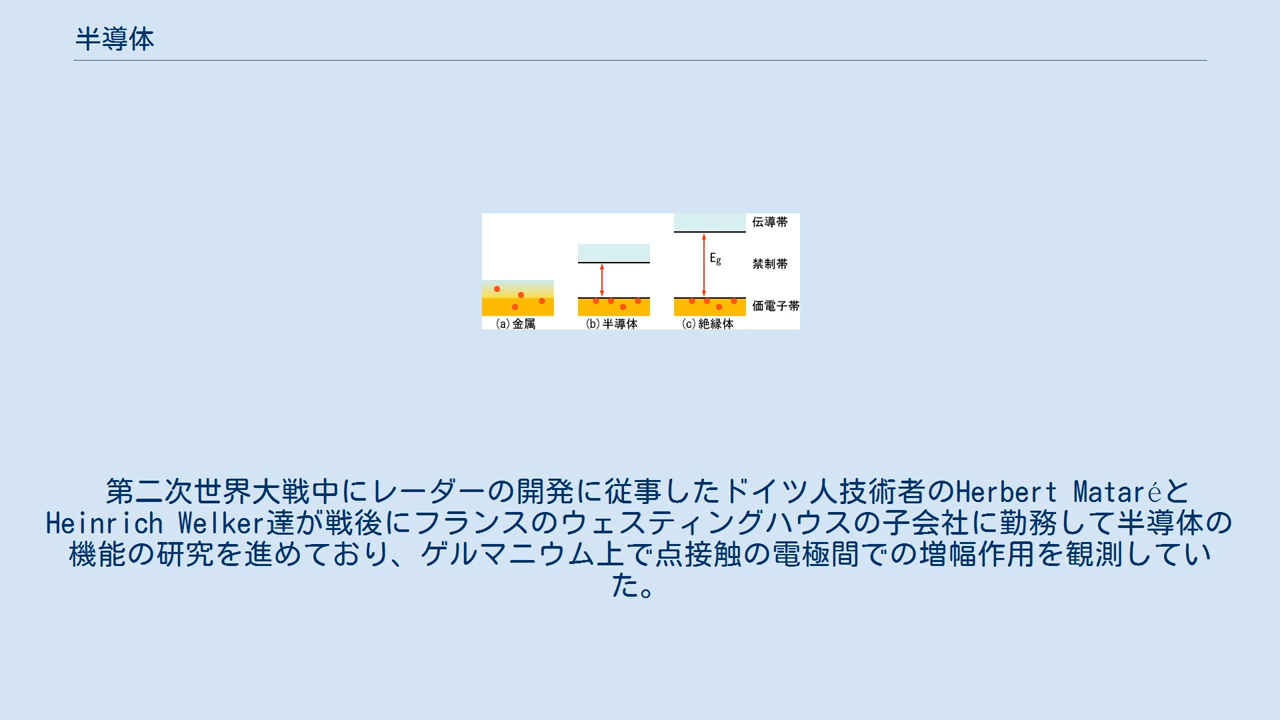 半導体
伝導帯
Eg
禁制帯
価電子帯
(a)金属
(b)半導体
(c)絶縁体
第二次世界大戦中にレーダーの開発に従事したドイツ人技術者のHerbert Mataréと
Heinrich Welker達が戦後にフランスのウェスティングハウスの子会社に勤務して半導体の
機能の研究を進めており、ゲルマニウム上で点接触の電極間での増幅作用を観測してい
た。